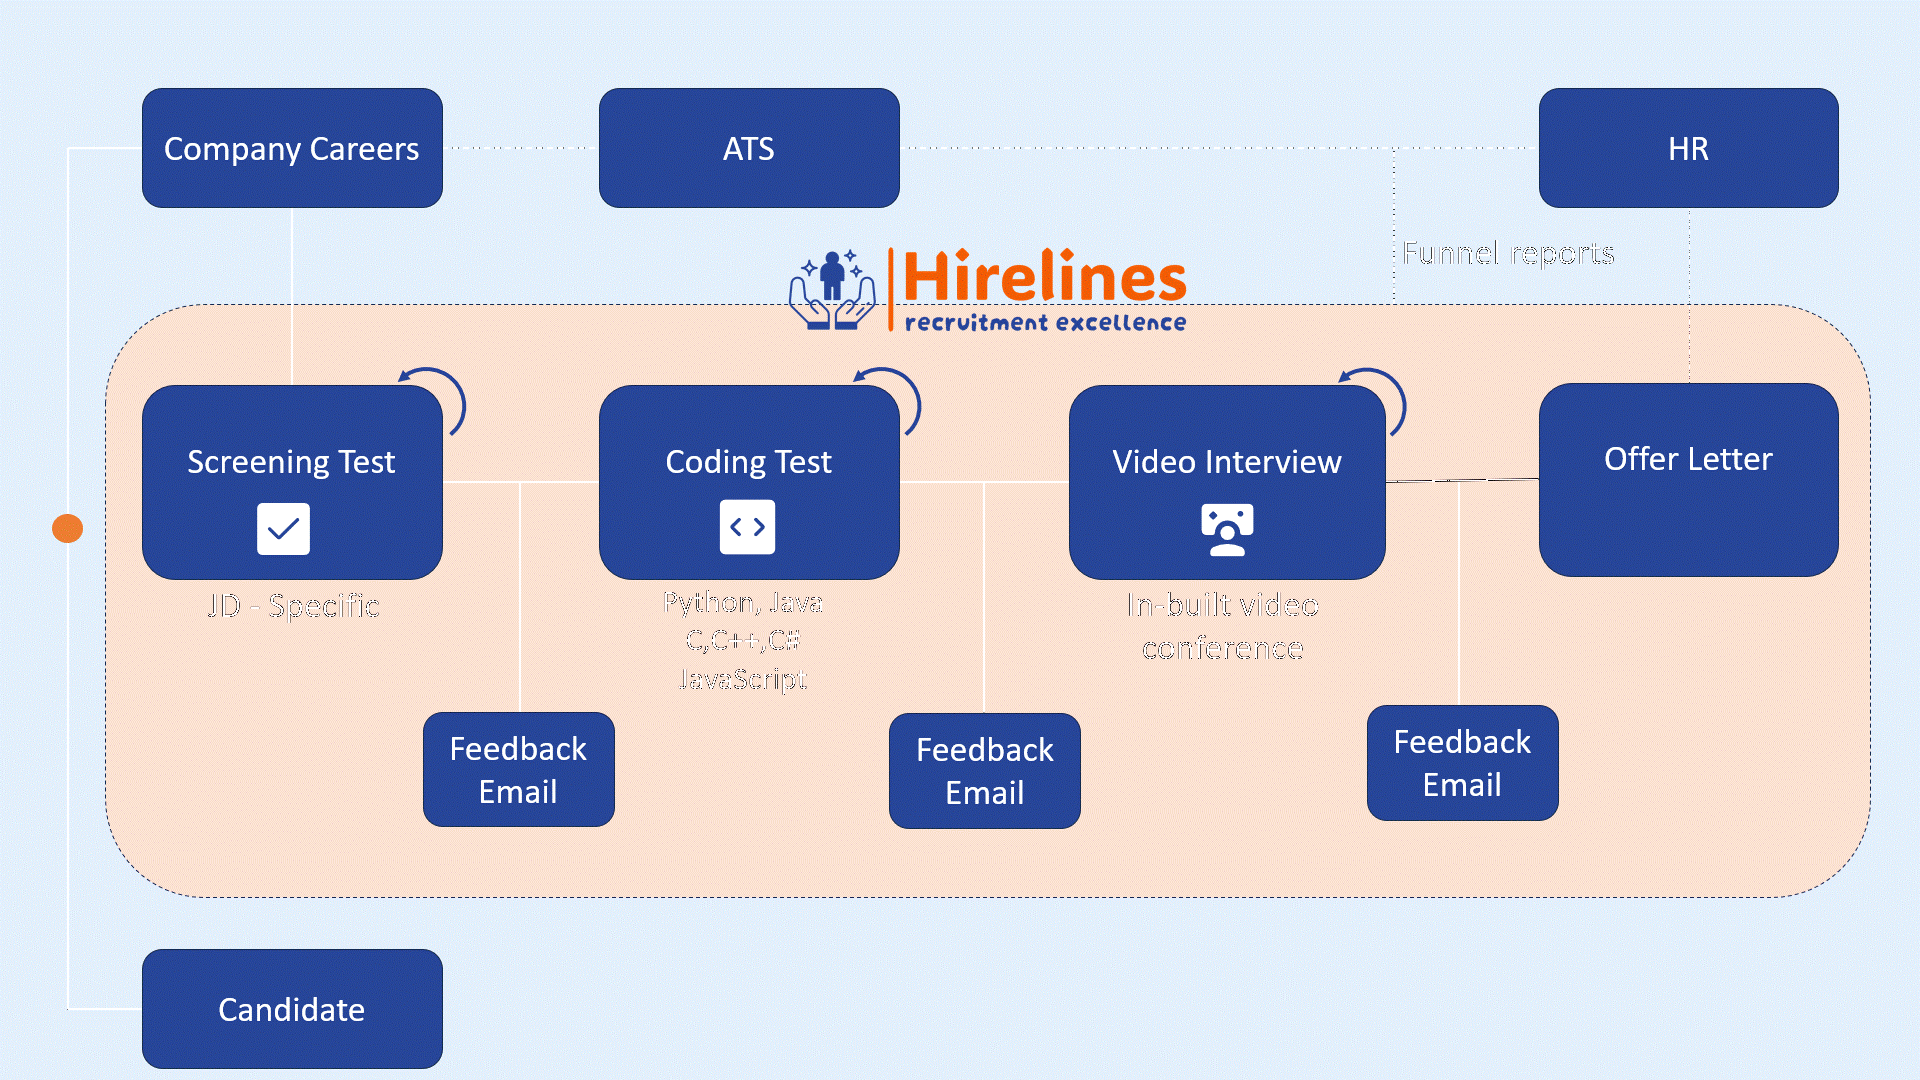 Company Careers
ATS
HR
Hirelines
recruitment excellence
Funnel reports
Screening Test
Coding Test
Video Interview
Offer Letter
JD - Specific
Python, Java
C,C++,C#
JavaScript
In-built video
conference
Feedback
Email
Feedback
Email
Feedback
Email
Candidate